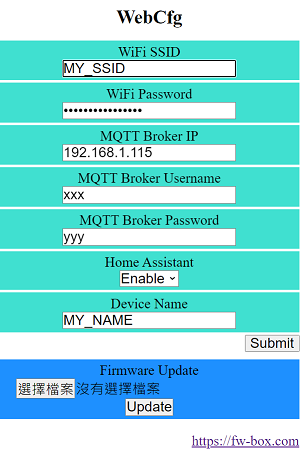 WebCfg
WiFi SSID
MY_SSID
WiFi Password
••••••••••••••••
MQTT Broker IP
192.168.1.115
MQTT Broker Username
xxx
MQTT Broker Password
yyy
Home Assistant
Enable
Device Name
MY_NAME
Submit
Firmware Update
選擇檔案 沒有選擇檔案
Update
https://fw-box.com